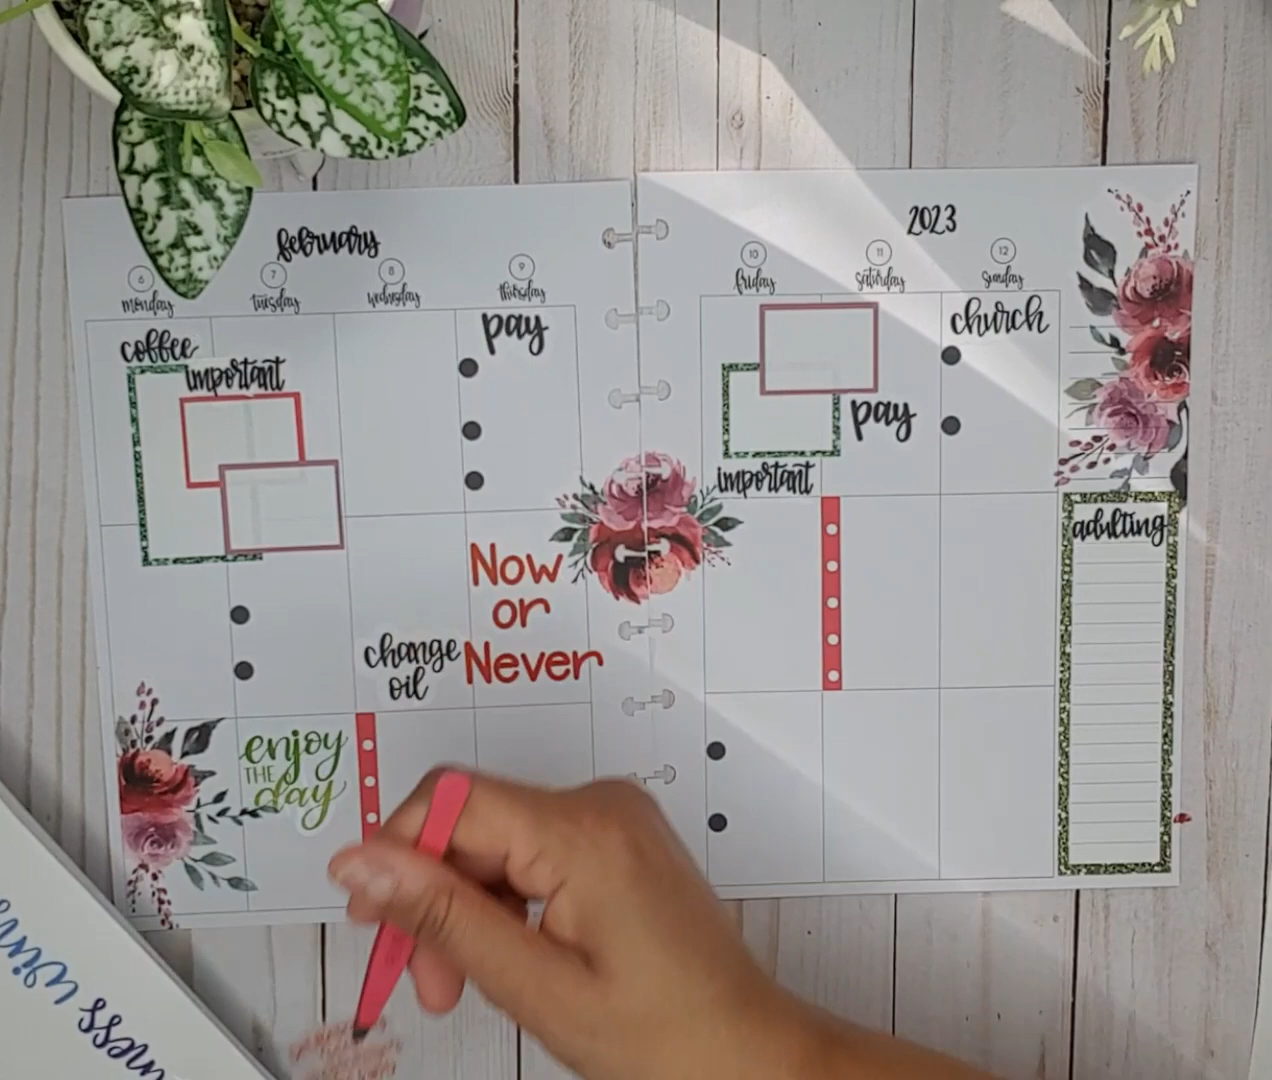 february
2023
6
7
8
9
10
11
12
monday
tuesday
wednesday
thursday
friday
saturday
sunday
coffee
important
pay
church
pay
important
adulting
Now
or
Never
change
oil
enjoy
THE
day